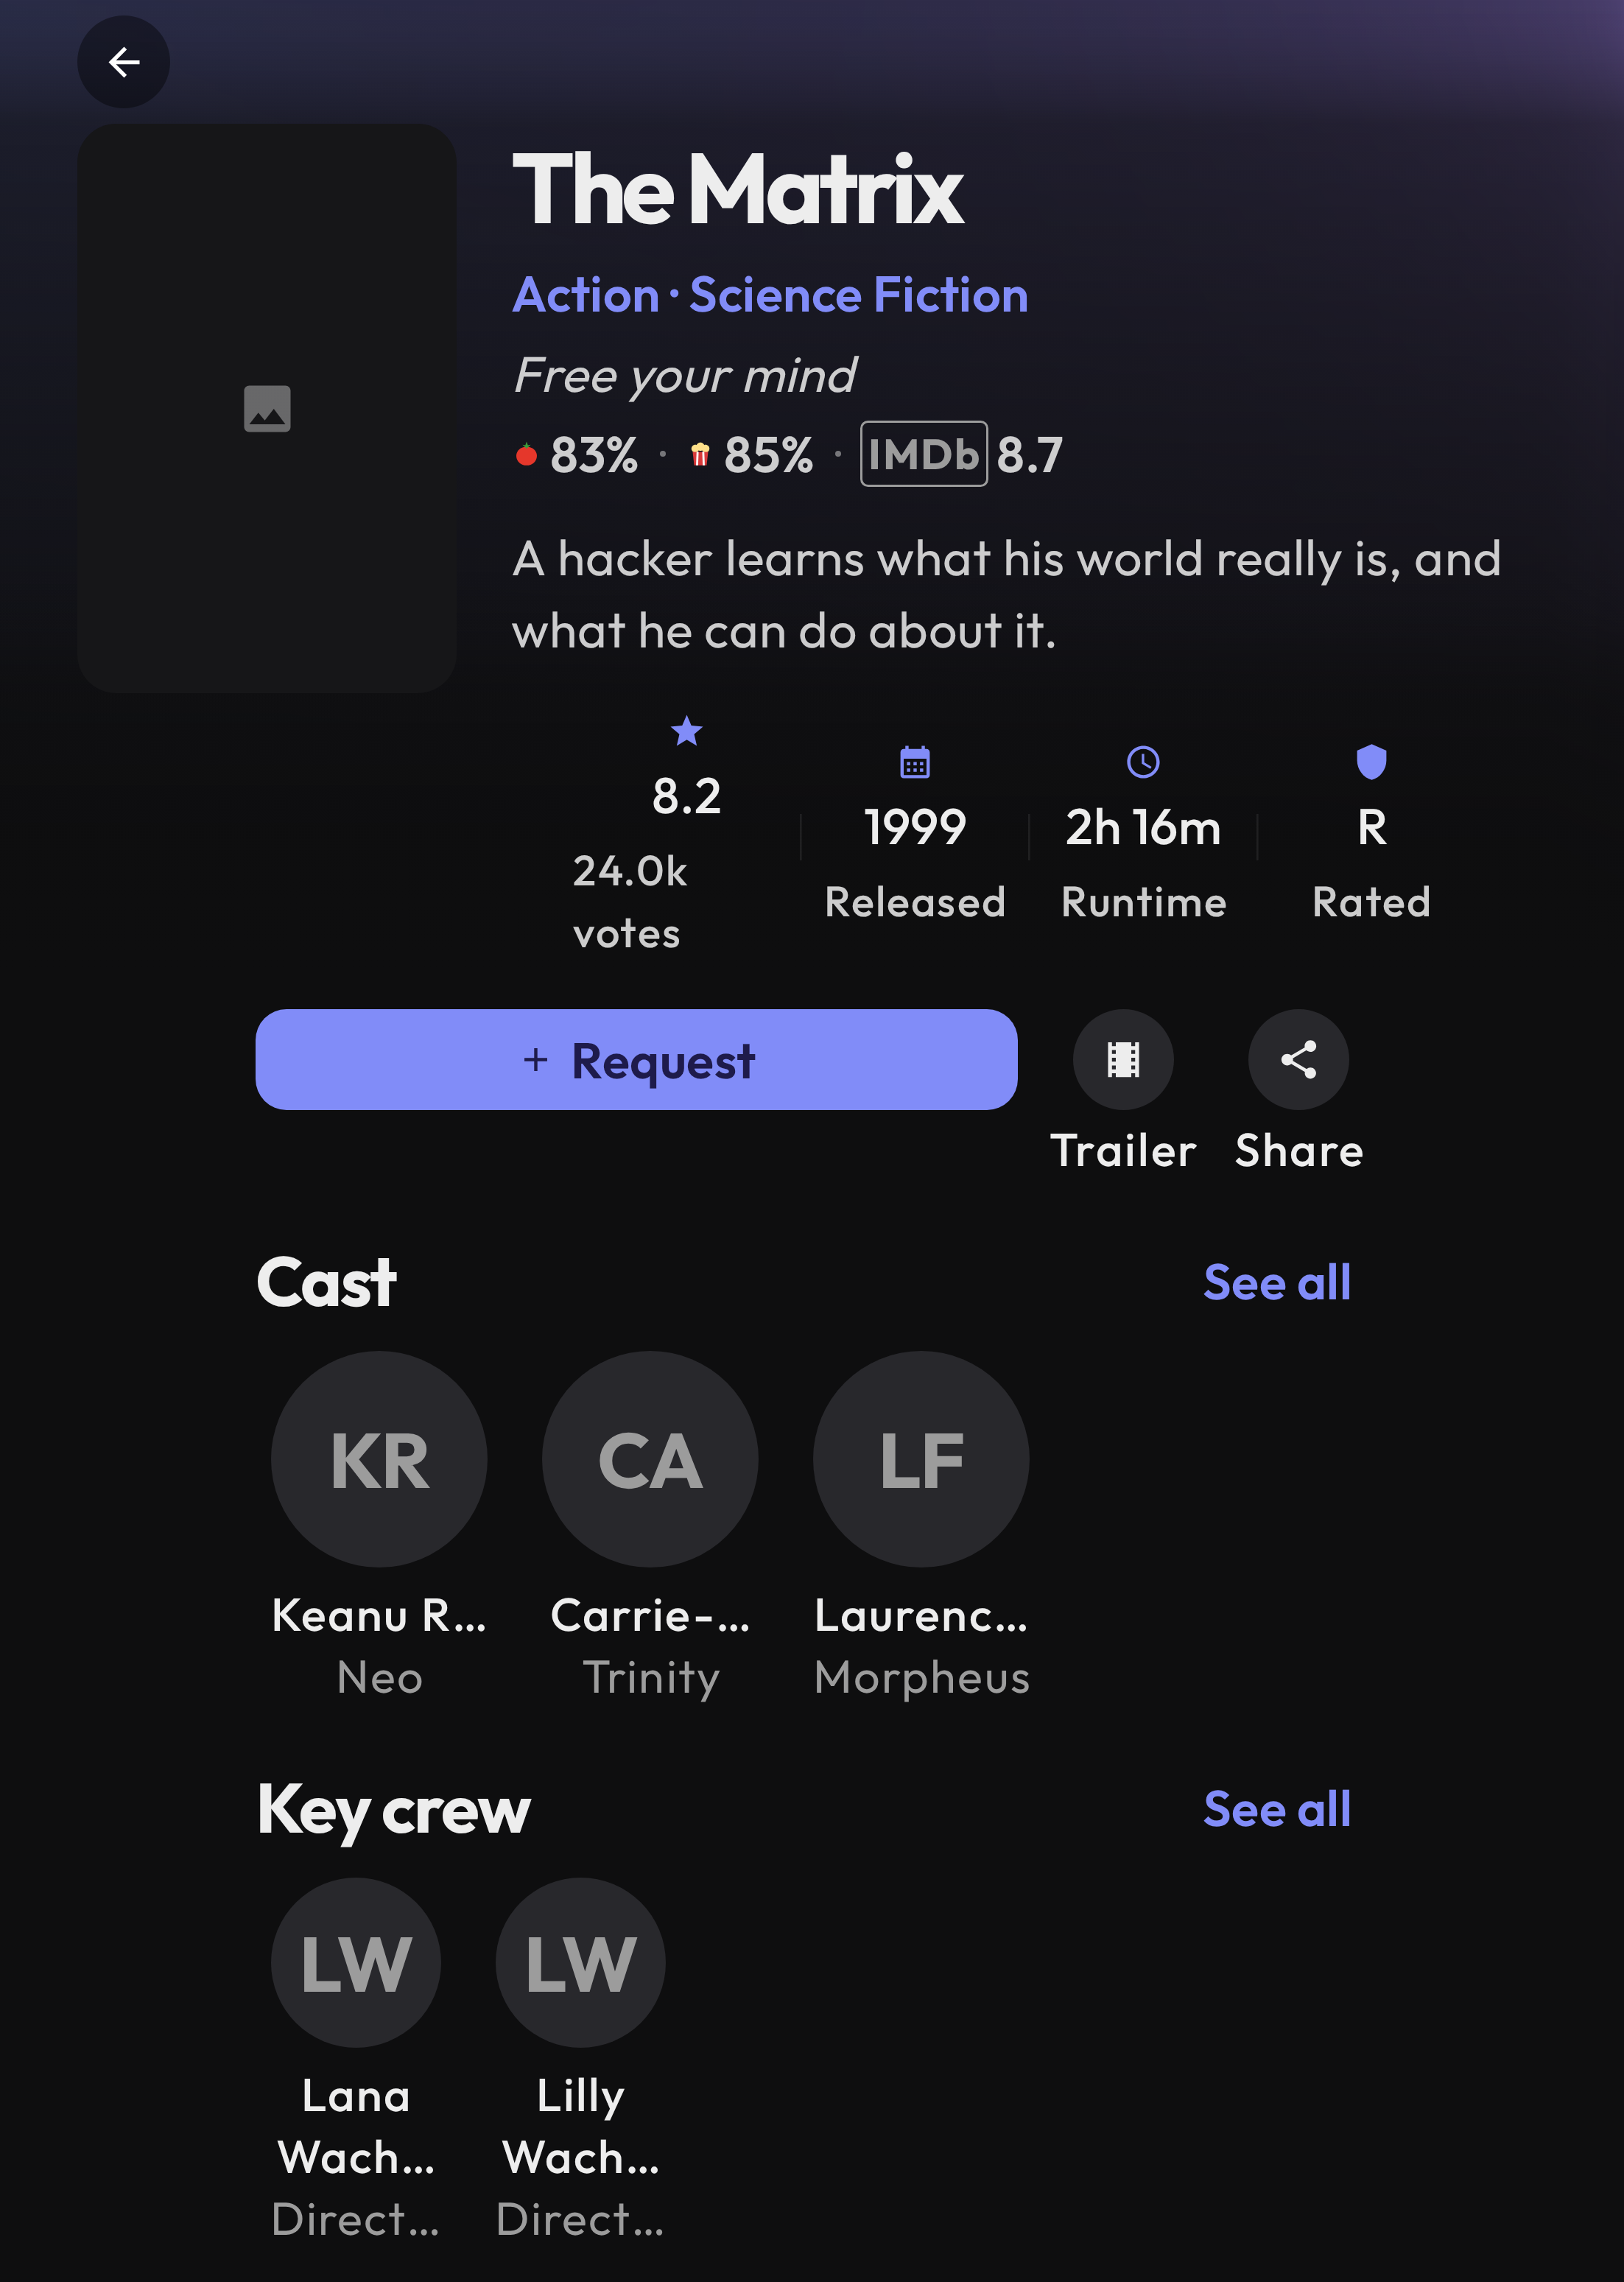 The Matrix
Action · Science Fiction
Free your mind
83% · 85% · IMDb 8.7
A hacker learns what his world really is, and
what he can do about it.
8.2
24.0k
votes
1999
Released
2h 16m
Runtime
R
Rated
+ Request
Trailer
Share
Cast
See all
KR
CA
LF
Keanu R...
Carrie-...
Laurenc...
Neo
Trinity
Morpheus
Key crew
See all
LW
LW
Lana
Wach...
Direct...
Lilly
Wach...
Direct...